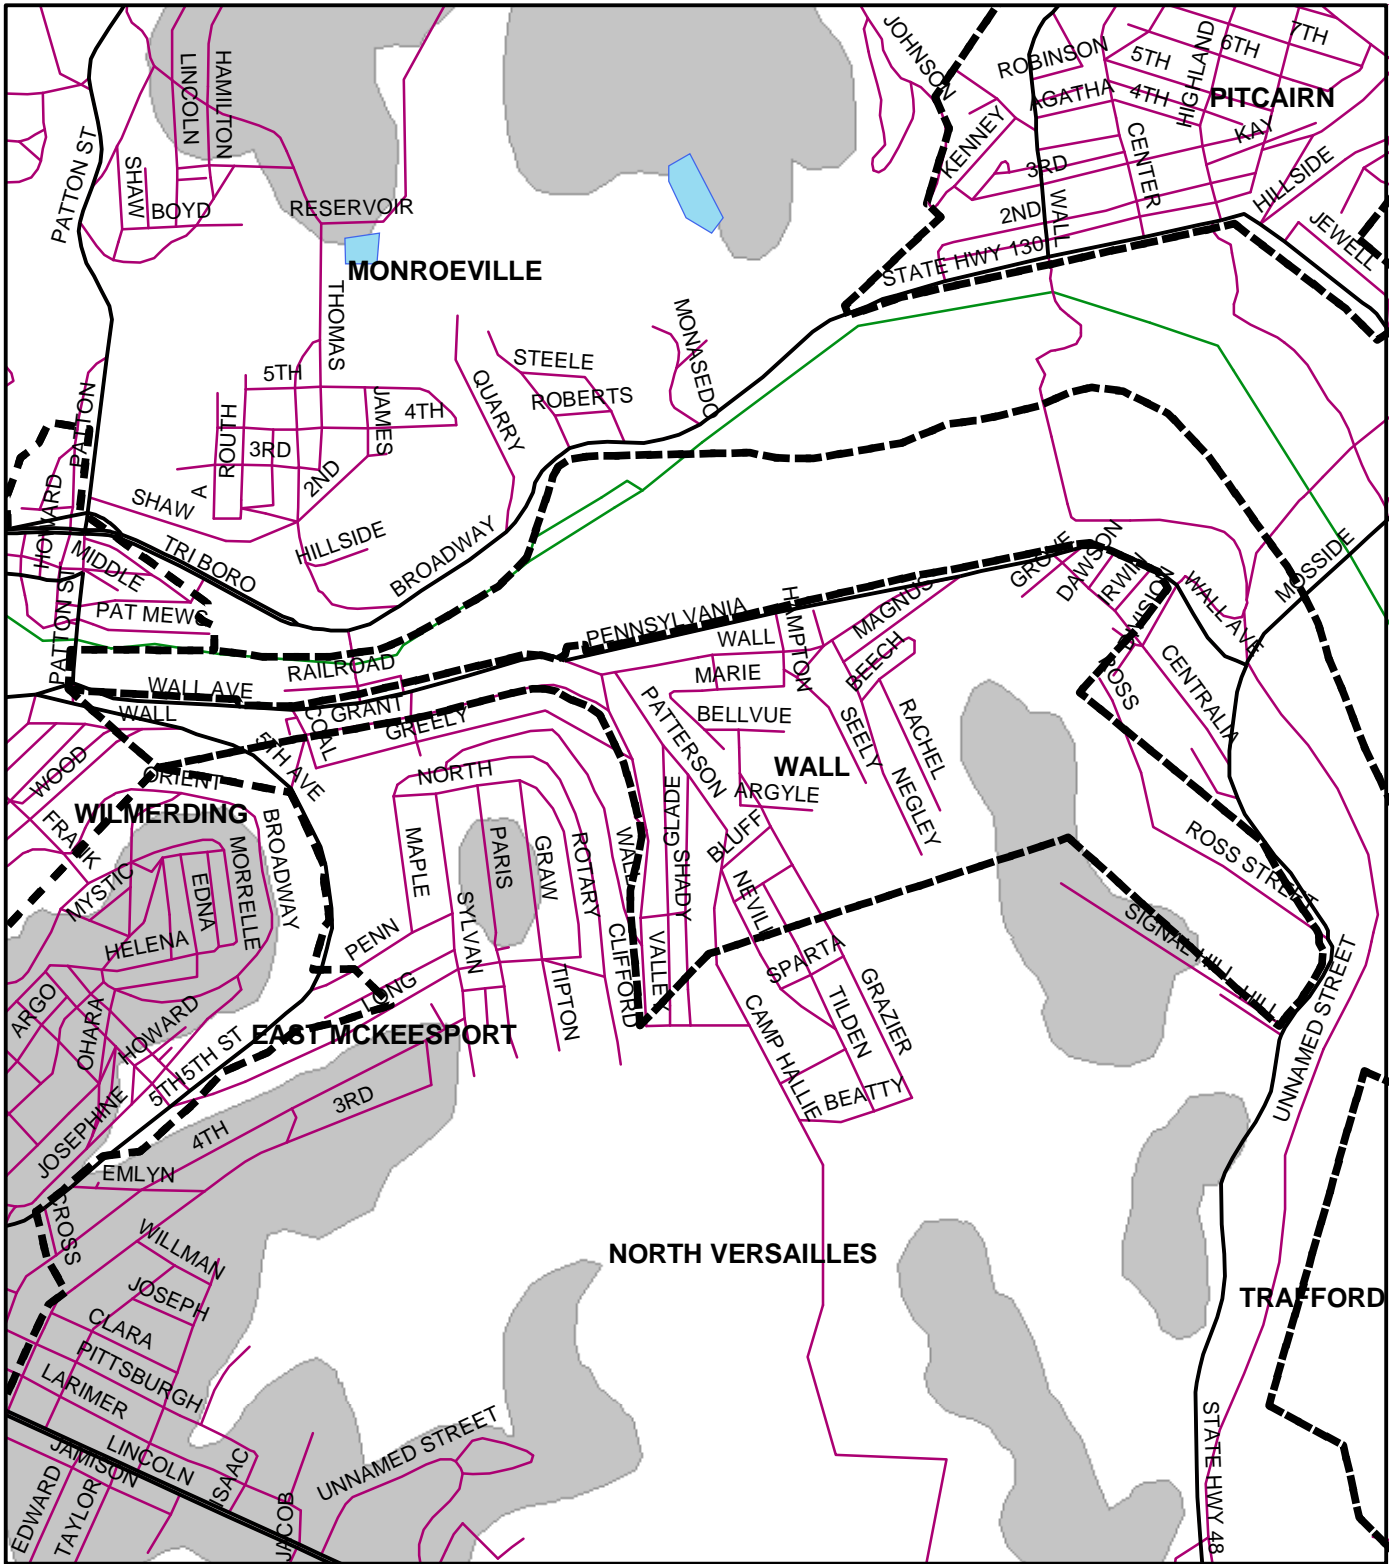 JOHNSON
ROBINSON
HIGHLAND
7TH
6TH
5TH
HAMILTON
LINCOLN
AGATHA
4TH
PITCAIRN
PATTON ST
SHAW
KENNEY
CENTER
KAY
3RD
HILLSIDE
BOYD
RESERVOIR
2ND
WALL
JEWELL
STATE HWY 130
MONROEVILLE
THOMAS
MONASEDO
STEELE
5TH
QUARRY
ROBERTS
PATTON
JAMES
4TH
ROUTH
3RD
2ND
A
HOWARD
SHAW
HILLSIDE
BROADWAY
TRI BORO
MIDDLE
GROVE
DAWSON
IRWIN
DIVISION
MOSSIDE
PATTON ST
PAT MEWS
PENNSYLVANIA
HAMPTON
MAGNUS
WALL AVE
WALL
RAILROAD
MARIE
BEECH
ROSS
CENTRALIA
WALL AVE
GRANT
PATTERSON
BELLVUE
SEELY
RACHEL
WALL
COAL
GREELY
5TH AVE
WOOD
ORIENT
NORTH
WALL
ARGYLE
NEGLEY
WILMERDING
GLADE
FRANK
BROADWAY
MORRELLE
MAPLE
PARIS
GRAW
ROTARY
WALL
BLUFF
ROSS STREET
MYSTIC
EDNA
SHADY
NEVILL
SYLVAN
SIGNAL HILL
HILL
HELENA
PENN
CLIFFORD
VALLEY
SPARTA
UNNAMED STREET
ARGO
LONG
TIPTON
GRAZIER
TILDEN
CAMP HALLIE
OHARA
HOWARD
EAST MCKEESPORT
5TH
5TH ST
JOSEPHINE
3RD
BEATTY
4TH
EMLYN
CROSS
WILLMAN
NORTH VERSAILLES
JOSEPH
TRAFFORD
CLARA
PITTSBURGH
LARIMER
LINCOLN
JAMISON
ISAAC
UNNAMED STREET
STATE HWY 48
EDWARD
TAYLOR
JACOB